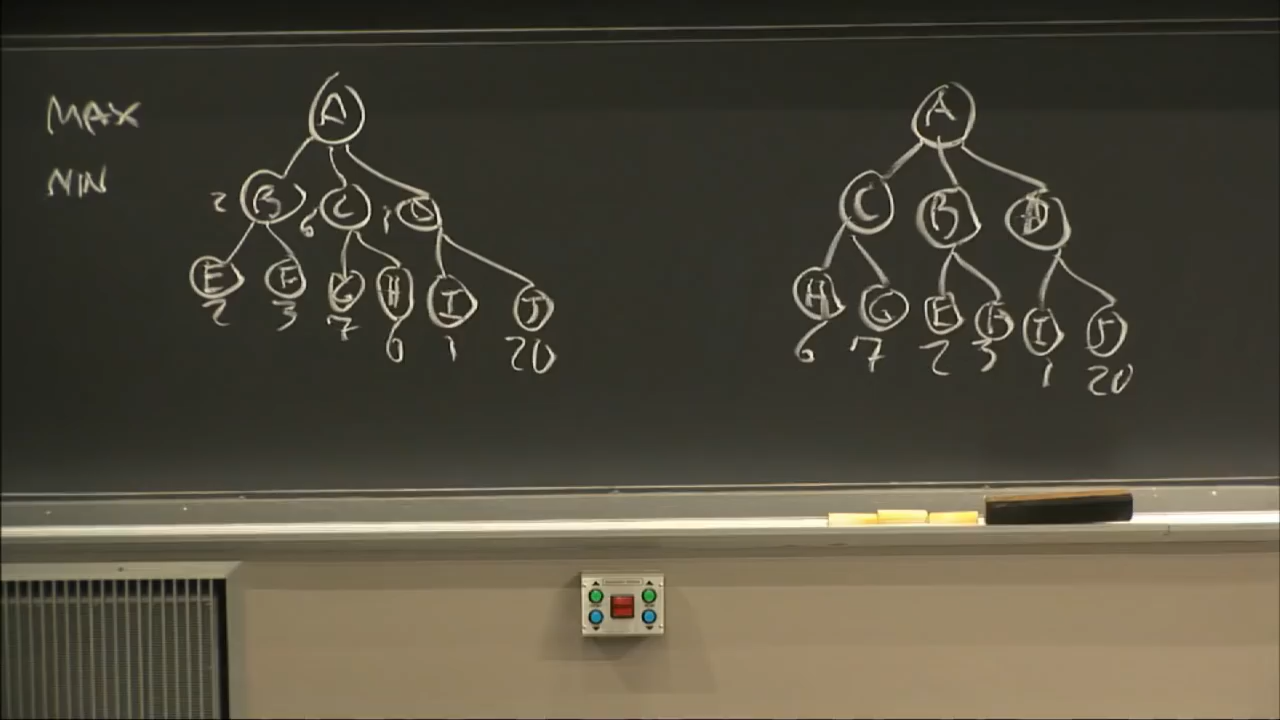 MAX A A
MIN 2 B 6 C 1 D C B D
E F G H I J H G E F I J
2 3 7 6 1 20 6 7 2 3 1 20